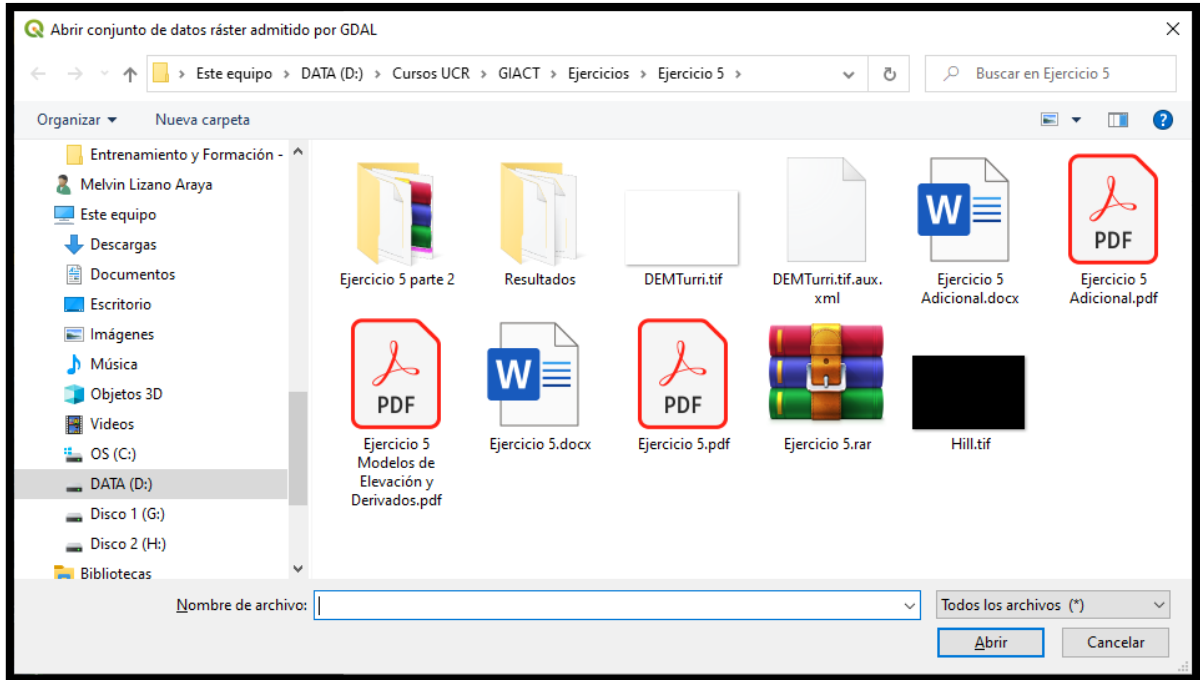 Abrir conjunto de datos ráster admitido por GDAL
Este equipo > DATA (D:) > Cursos UCR > GIACT > Ejercicios > Ejercicio 5 >
Buscar en Ejercicio 5
Organizar
Nueva carpeta
Entrenamiento y Formación -
Melvin Lizano Araya
Este equipo
Descargas
Documentos
Escritorio
Imágenes
Música
Objetos 3D
Videos
OS (C:)
DATA (D:)
Disco 1 (G:)
Disco 2 (H:)
Bibliotecas
Ejercicio 5 parte 2
Resultados
DEMTurri.tif
DEMTurri.tif.aux.
xml
W
Ejercicio 5
Adicional.docx
PDF
Ejercicio 5
Adicional.pdf
PDF
Ejercicio 5
Modelos de
Elevación y
Derivados.pdf
W
Ejercicio 5.docx
PDF
Ejercicio 5.pdf
Ejercicio 5.rar
Hill.tif
Nombre de archivo:
Todos los archivos (*)
Abrir
Cancelar